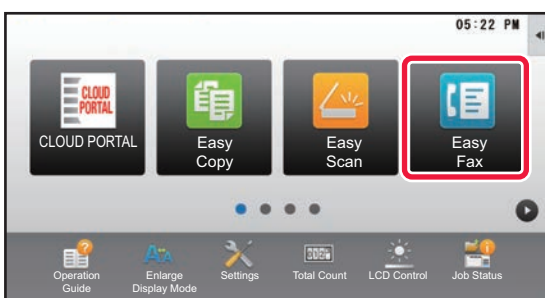 05:22 PM
CLOUD
PORTAL
CLOUD PORTAL
Easy
Copy
Easy
Scan
Easy
Fax
Operation
Guide
Enlarge
Display Mode
Settings
Total Count
LCD Control
Job Status